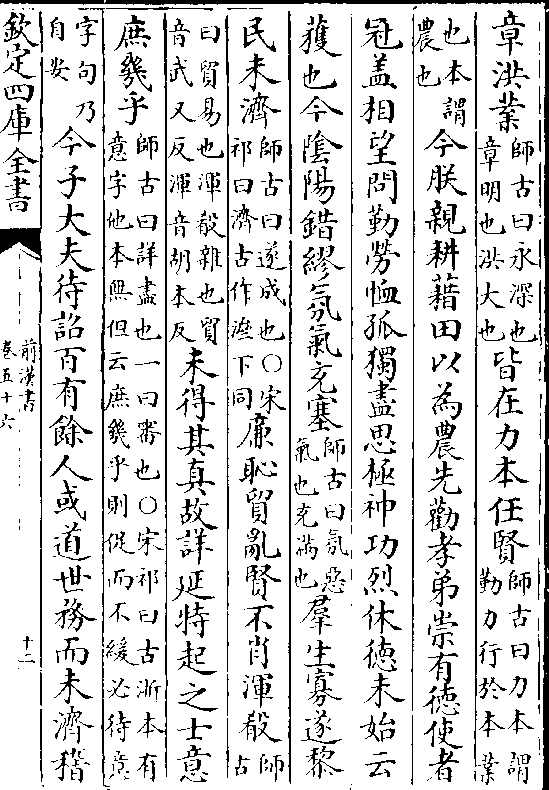 章洪業師古曰永深也章明也洪大也皆在力本任賢師古曰力本謂勤力行於本業
也本謂農也今朕親耕藉田以為農先勸孝弟崇有德使者
冠盖相望問勤勞恤孤獨盡思極神功烈休德未始云
獲也今陰陽錯繆氛氣充塞師古曰氛惡氣也充滿也羣生寡遂黎
民未濟師古曰遂成也○宋祁曰濟古作泲下同廉恥貿亂賢不肖渾殽師古
曰貿易也渾殽雜也貿音武又反渾音胡本反未得其真故詳延特起之士意
庶幾乎師古曰詳盡也一曰審也○宋祁曰古浙本有意字他本無但云庶幾乎則促而不緩必待意
字句乃自安今子大夫待詔百有餘人或道世務而未濟稽
欽定四庫全書
前漢書
卷五十六
十二